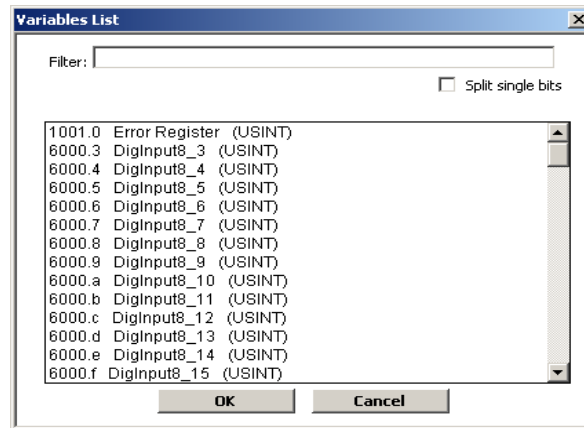 Variables List
Filter:
Split single bits
1001.0 Error Register (USINT)
6000.3 DigInput8_3 (USINT)
6000.4 DigInput8_4 (USINT)
6000.5 DigInput8_5 (USINT)
6000.6 DigInput8_6 (USINT)
6000.7 DigInput8_7 (USINT)
6000.8 DigInput8_8 (USINT)
6000.9 DigInput8_9 (USINT)
6000.a DigInput8_10 (USINT)
6000.b DigInput8_11 (USINT)
6000.c DigInput8_12 (USINT)
6000.d DigInput8_13 (USINT)
6000.e DigInput8_14 (USINT)
6000.f DigInput8_15 (USINT)
OK Cancel